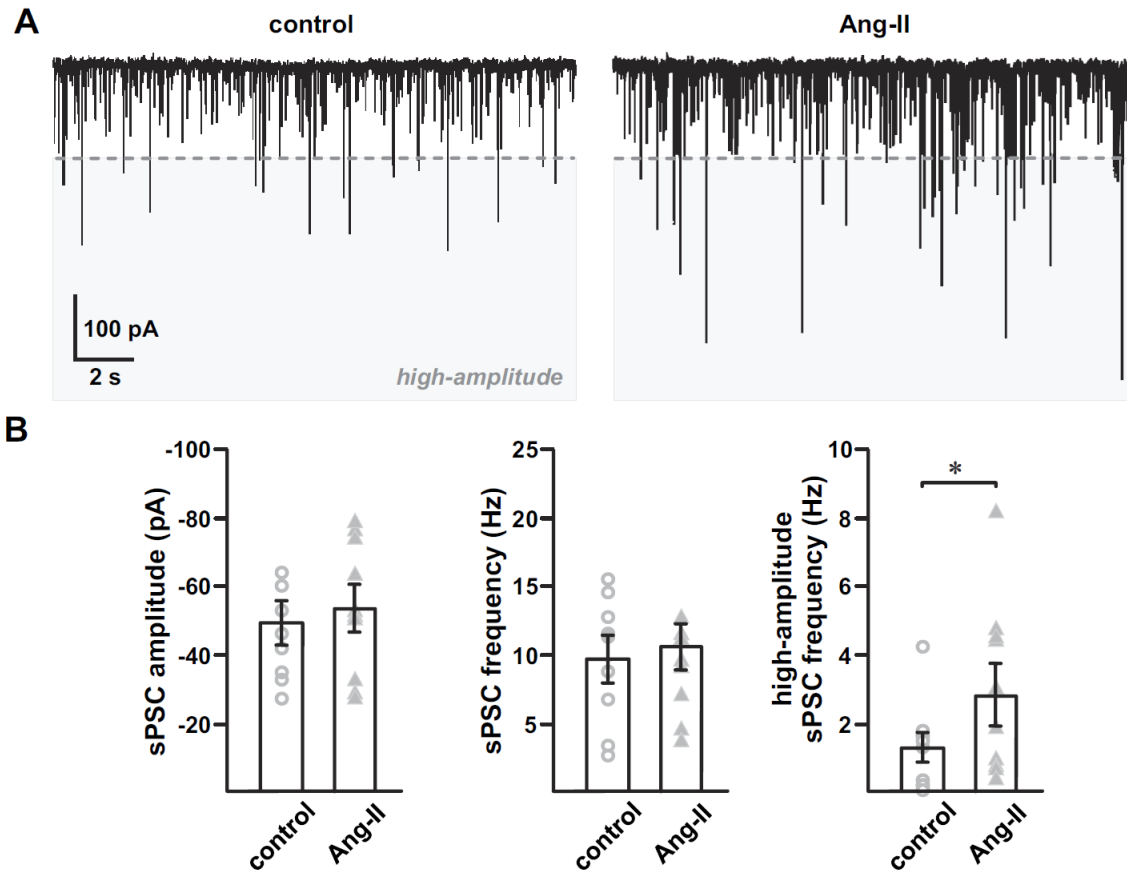 A
control
Ang-II
100 pA
2 s
high-amplitude
B
sPSC amplitude (pA)
-100
-80
-60
-40
-20
control
Ang-II
sPSC frequency (Hz)
25
20
15
10
5
control
Ang-II
high-amplitude
sPSC frequency (Hz)
10
8
6
4
2
*
control
Ang-II